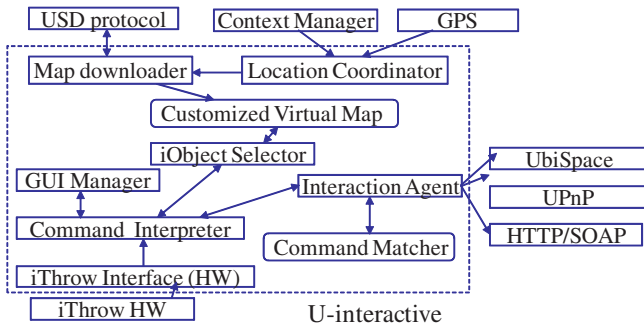 USD protocol
Context Manager
GPS
Map downloader
Location Coordinator
Customized Virtual Map
iObject Selector
UbiSpace
GUI Manager
Interaction Agent
UPnP
Command Interpreter
Command Matcher
HTTP/SOAP
iThrow Interface (HW)
iThrow HW
U-interactive